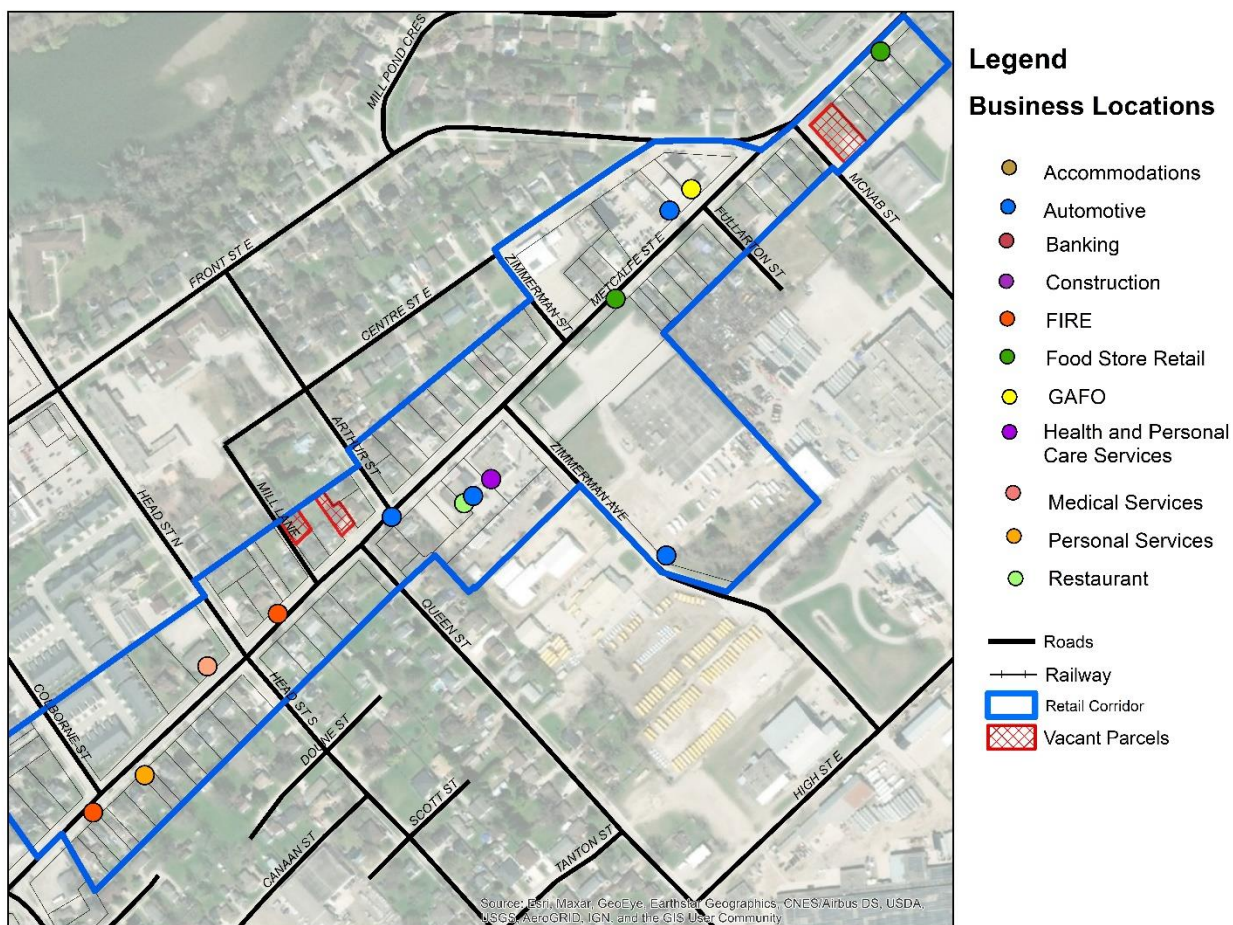 MILL POND CRES
FRONT ST E
CENTRE ST E
ZIMMERMAN ST
METCALFE ST E
FULLARTON ST
MCNAB ST
ARTHUR ST
MILL LANE
HEAD ST N
ZIMMERMAN AVE
QUEEN ST
COLBORNE ST
HEAD ST S
DOUNE ST
SCOTT ST
CANAAN ST
TANTON ST
HIGH ST E
Source: Esri, Maxar, GeoEye, Earthstar Geographics, CNES/Airbus DS, USDA,
USGS, AeroGRID, IGN, and the GIS User Community
Legend
Business Locations
Accommodations
Automotive
Banking
Construction
FIRE
Food Store Retail
GAFO
Health and Personal
Care Services
Medical Services
Personal Services
Restaurant
Roads
Railway
Retail Corridor
Vacant Parcels